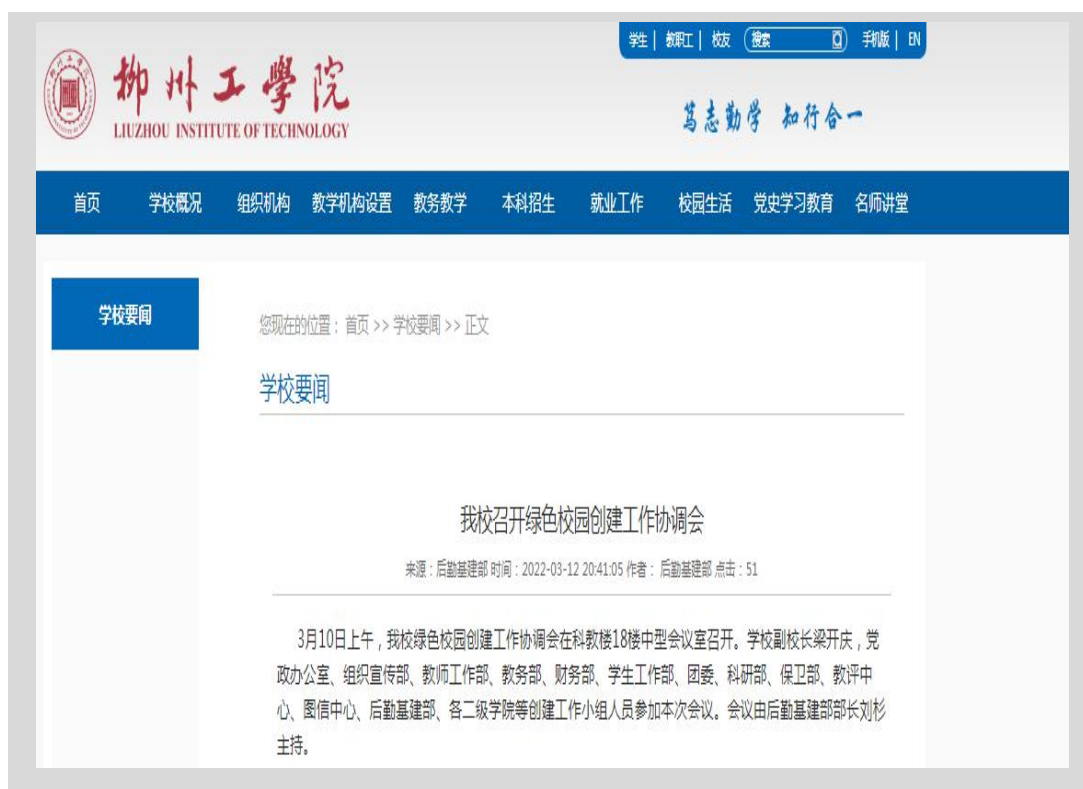 学生 | 教职工 | 校友 搜索 手机版 | EN
柳州工學院
LIUZHOU INSTITUTE OF TECHNOLOGY
笃志勤学 知行合一
首页 学校概况 组织机构 教学机构设置 教务教学 本科招生 就业工作 校园生活 党史学习教育 名师讲堂
学校要闻
您现在的位置： 首页 >> 学校要闻 >> 正文
学校要闻
我校召开绿色校园创建工作协调会
来源：后勤基建部 时间：2022-03-12 20:41:05 作者： 后勤基建部 点击：51
3月10日上午，我校绿色校园创建工作协调会在科教楼18楼中型会议室召开。学校副校长梁开庆，党
政办公室、组织宣传部、教师工作部、教务部、财务部、学生工作部、团委、科研部、保卫部、教评中
心、图信中心、后勤基建部、各二级学院等创建工作小组人员参加本次会议。会议由后勤基建部部长刘杉
主持。